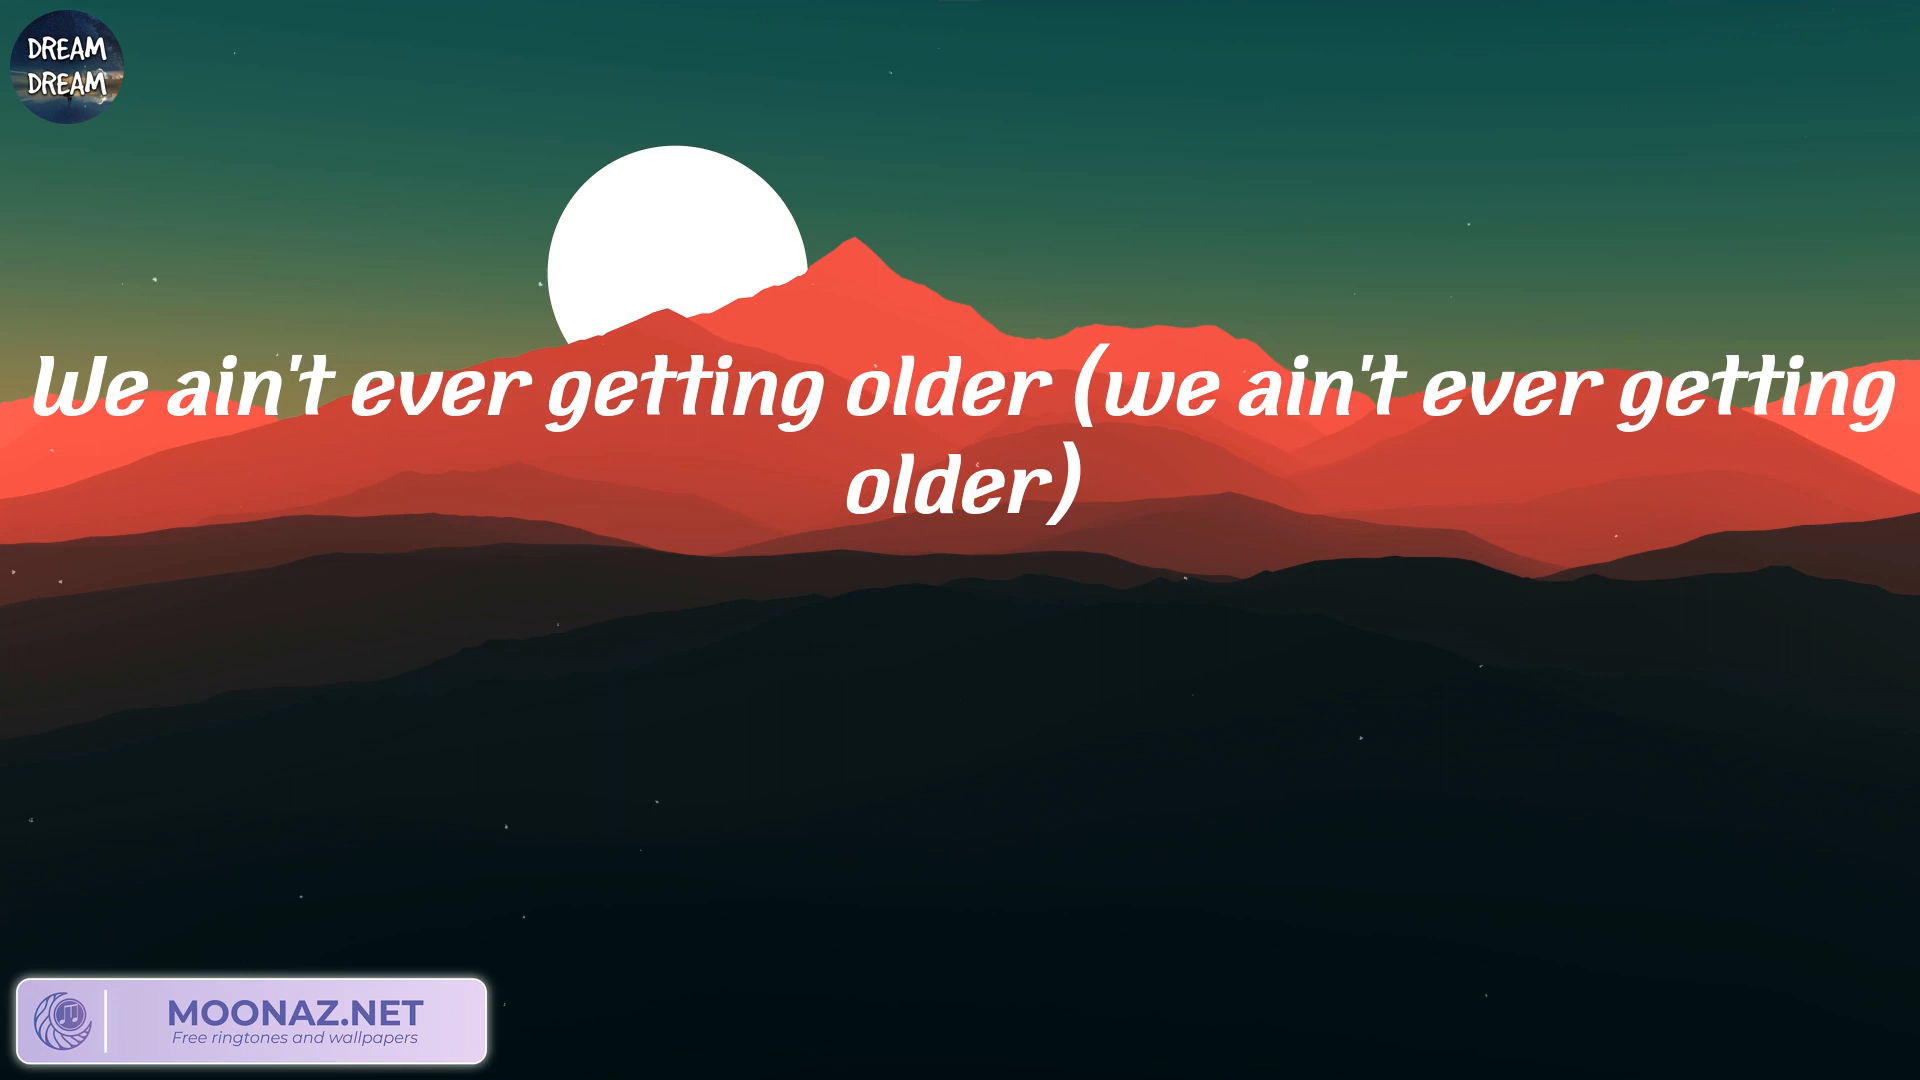 DREAM
DREAM
We ain't ever getting older (we ain't ever getting
older)
MOONAZ.NET
Free ringtones and wallpapers